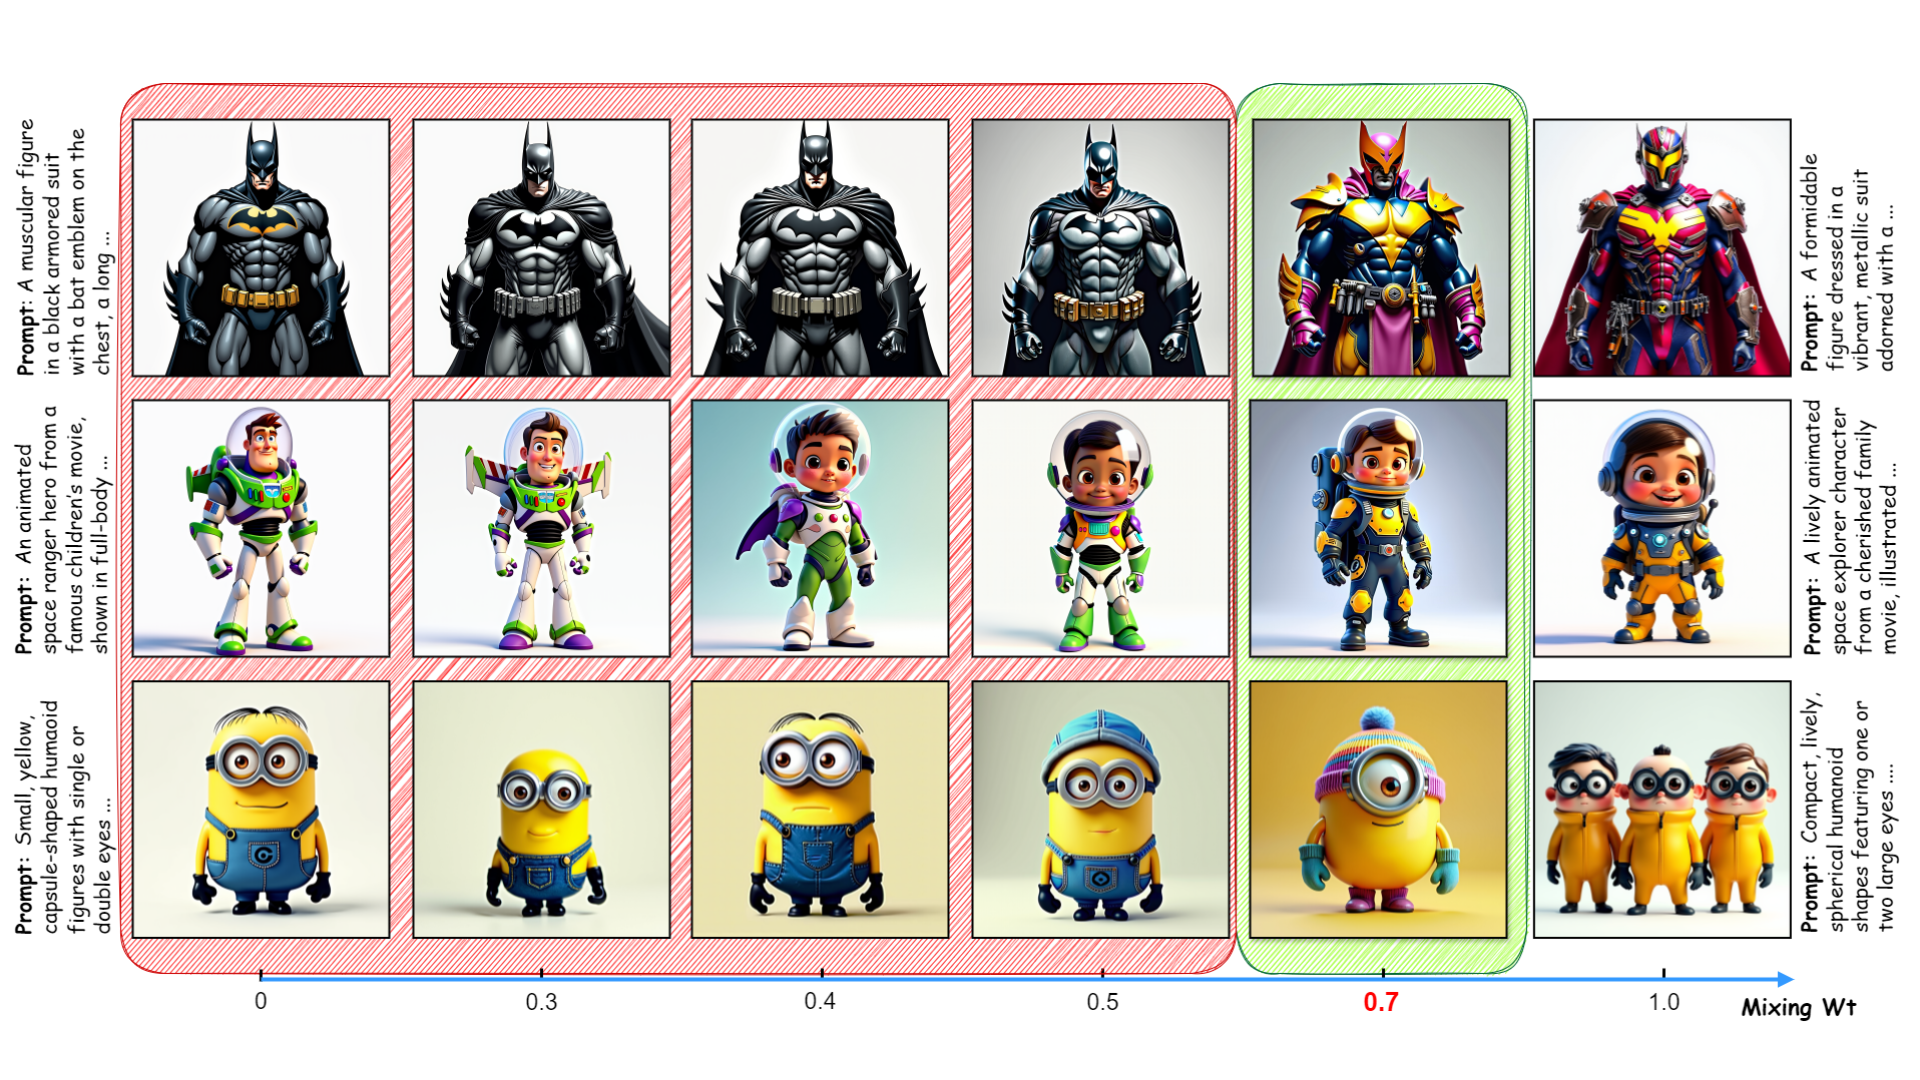 Prompt: A muscular figure
in a black armored suit
with a bat emblem on the
chest, a long ...
Prompt: A formidable
figure dressed in a
vibrant, metallic suit
adorned with a ...
Prompt: An animated
space ranger hero from a
famous children's movie,
shown in full-body ...
Prompt: A lively animated
space explorer character
from a cherished family
movie, illustrated ...
Prompt: Small, yellow,
capsule-shaped humaoid
figures with single or
double eyes ...
Prompt: Compact, lively,
spherical humanoid
shapes featuring one or
two large eyes ....
0 0.3 0.4 0.5 0.7 1.0
Mixing Wt